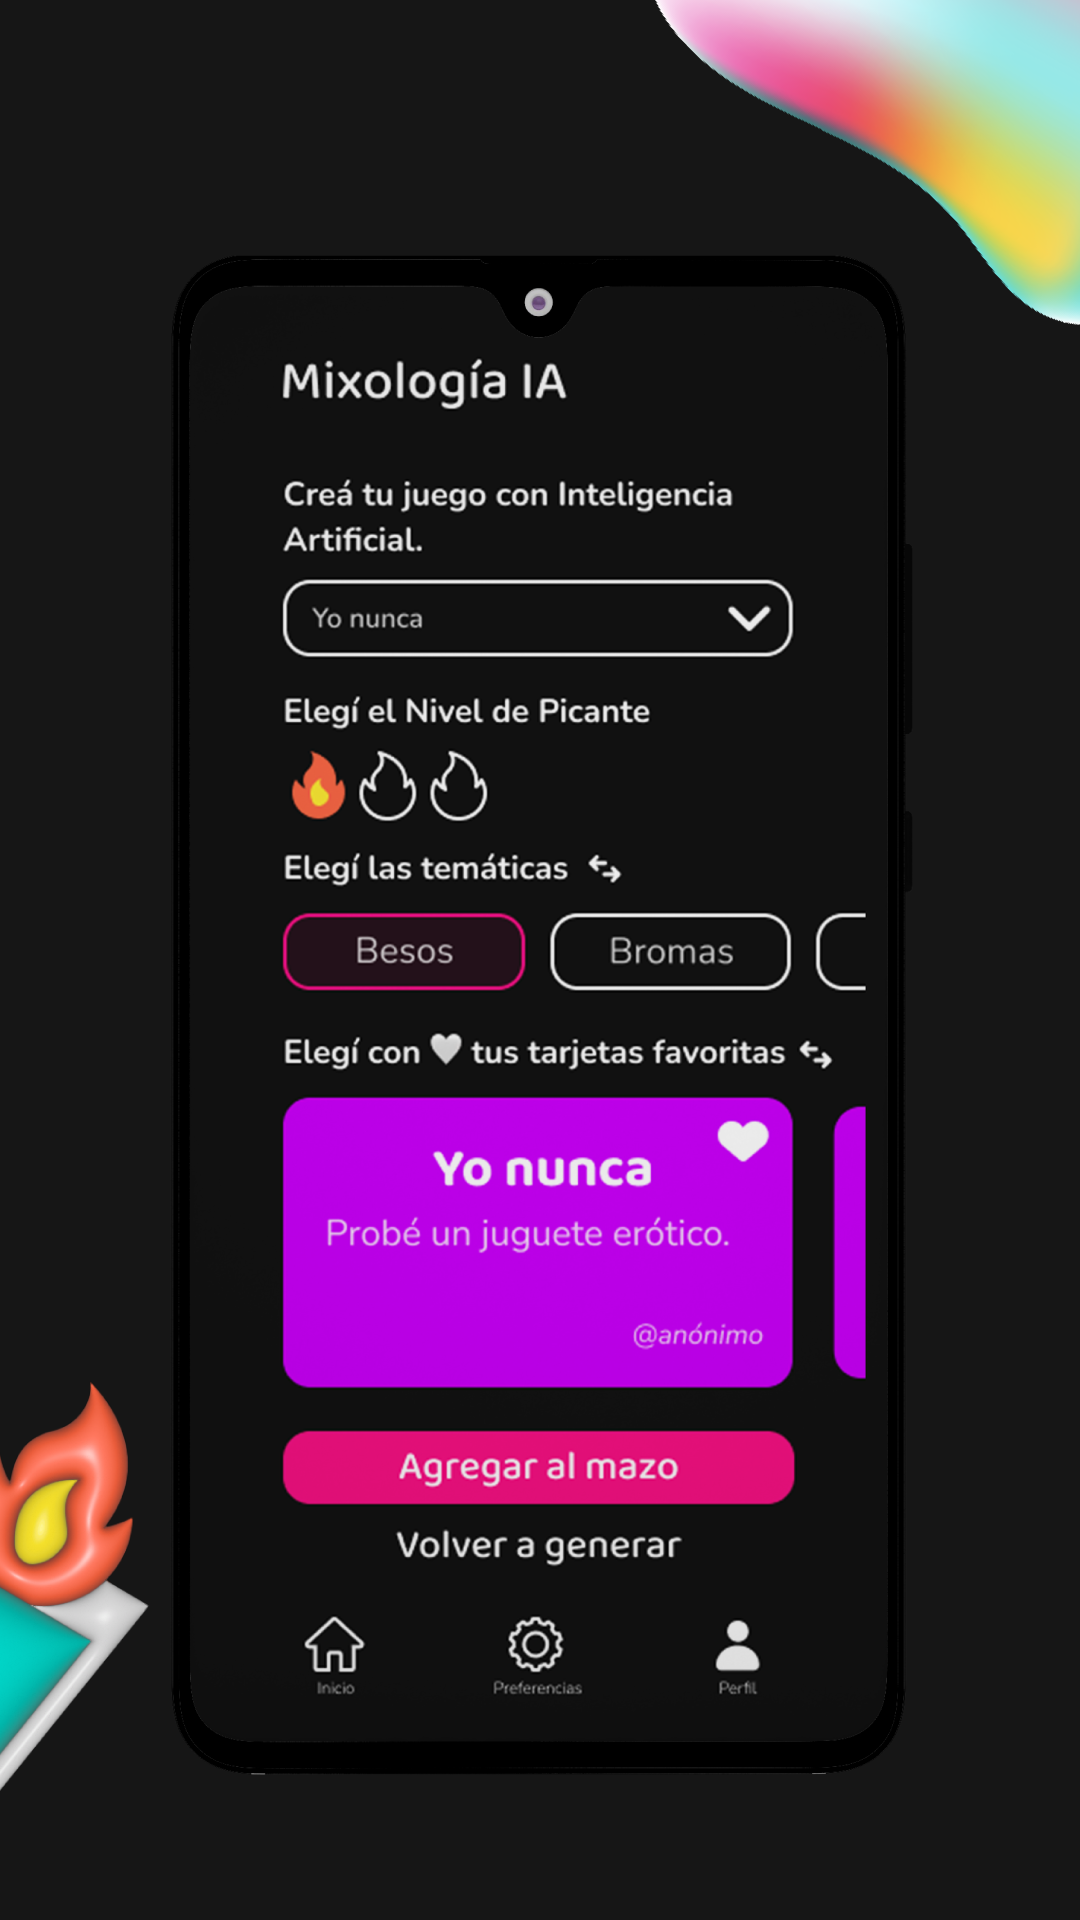 Mixología IA
Creá tu juego con Inteligencia
Artificial.
Yo nunca
Elegí el Nivel de Picante
Elegí las temáticas
Besos
Bromas
Elegí con 🤍 tus tarjetas favoritas
Yo nunca
Probé un juguete erótico.
@anónimo
Agregar al mazo
Volver a generar
Inicio
Preferencias
Perfil